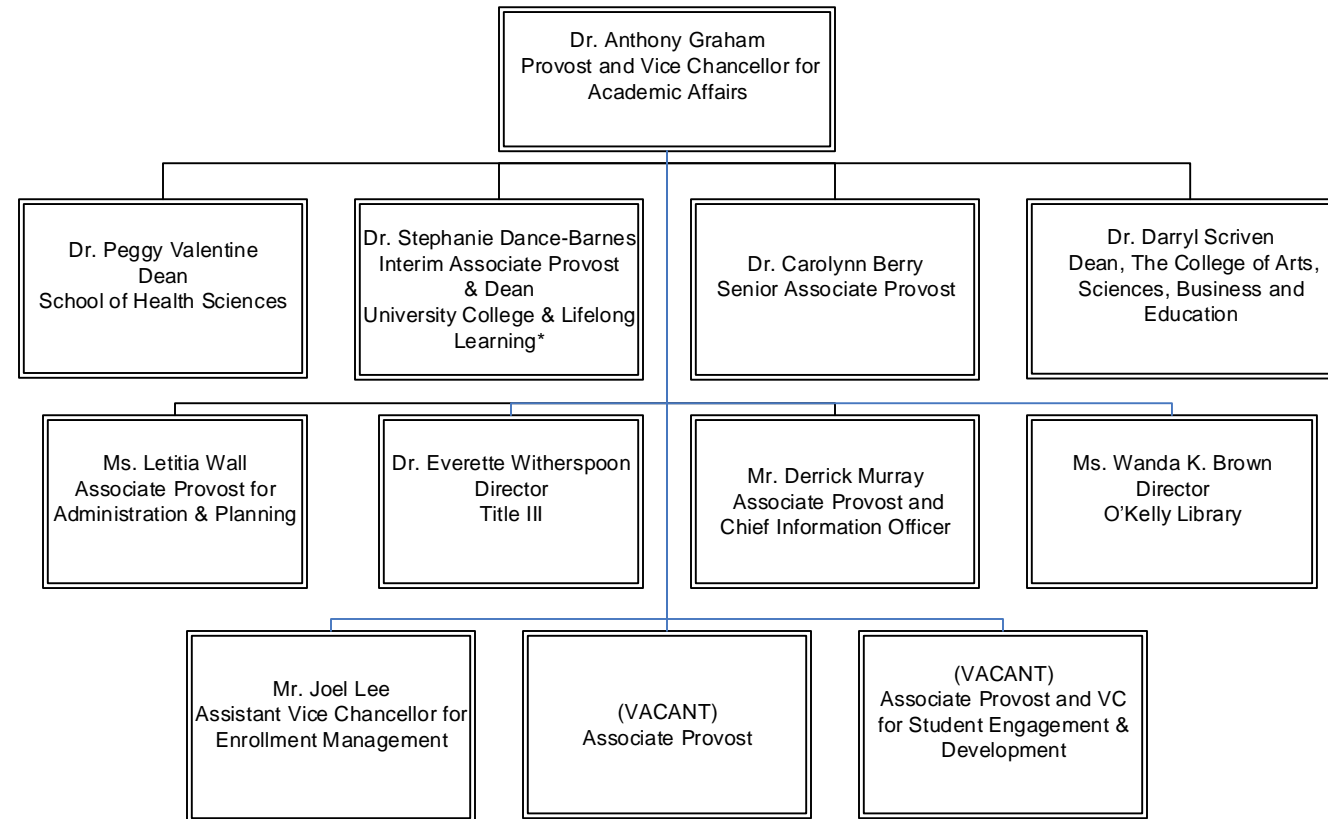 Dr. Anthony Graham
Provost and Vice Chancellor for
Academic Affairs
Dr. Peggy Valentine
Dean
School of Health Sciences
Dr. Stephanie Dance-Barnes
Interim Associate Provost
& Dean
University College & Lifelong
Learning*
Dr. Carolynn Berry
Senior Associate Provost
Dr. Darryl Scriven
Dean, The College of Arts,
Sciences, Business and
Education
Ms. Letitia Wall
Associate Provost for
Administration & Planning
Dr. Everette Witherspoon
Director
Title III
Mr. Derrick Murray
Associate Provost and
Chief Information Officer
Ms. Wanda K. Brown
Director
O’Kelly Library
Mr. Joel Lee
Assistant Vice Chancellor for
Enrollment Management
(VACANT)
Associate Provost
(VACANT)
Associate Provost and VC
for Student Engagement &
Development